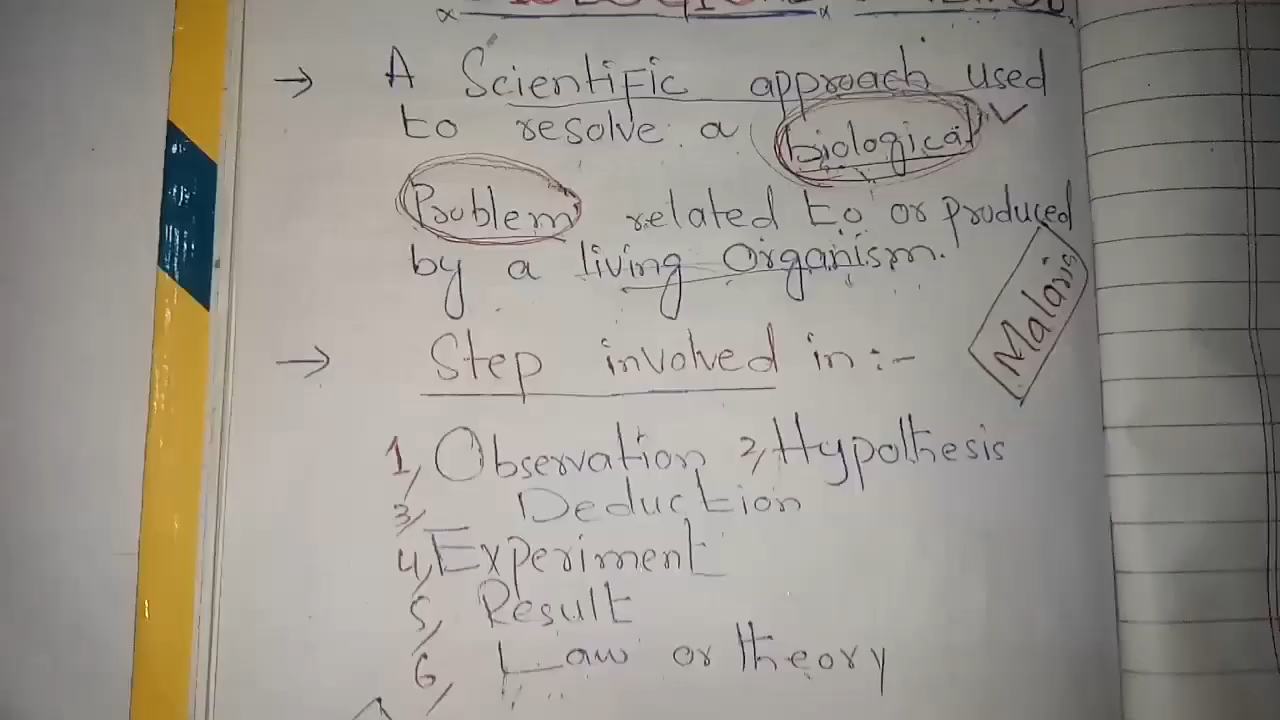 → A Scientific approach used
to resolve a biological
Problem related to or produced
by a living Organism.
Malaria
→ Step involved in :-
1, Observation 2, Hypothesis
3, Deduction
4, Experiment
5, Result
6, Law or theory